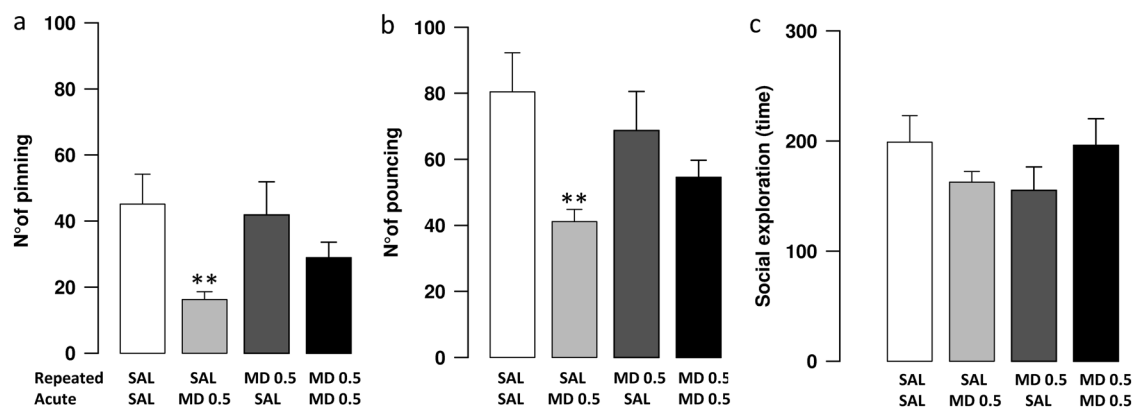 a
N°of pinning
100
80
60
40
20
0
**
Repeated SAL SAL MD 0.5 MD 0.5
Acute SAL MD 0.5 SAL MD 0.5
b
N°of pouncing
100
80
60
40
20
0
**
SAL SAL MD 0.5 MD 0.5
SAL MD 0.5 SAL MD 0.5
c
Social exploration (time)
300
200
100
0
SAL SAL MD 0.5 MD 0.5
SAL MD 0.5 SAL MD 0.5